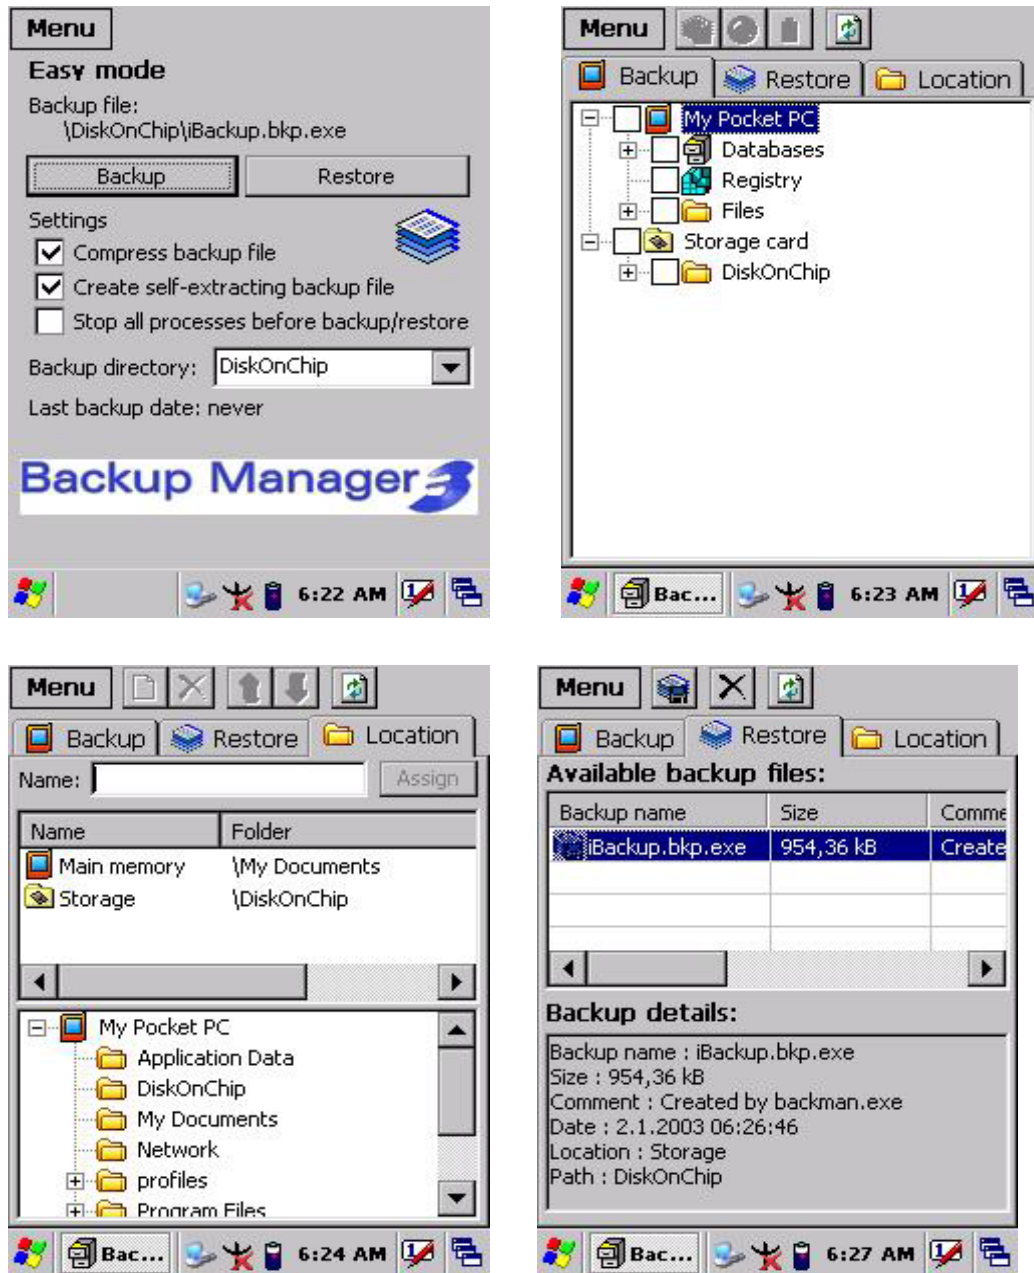 Menu
Easy mode
Backup file:
\DiskOnChip\iBackup.bkp.exe
Backup Restore
Settings
Compress backup file
Create self-extracting backup file
Stop all processes before backup/restore
Backup directory: DiskOnChip
Last backup date: never
Backup Manager 3
6:22 AM
Menu
Backup Restore Location
My Pocket PC
Databases
Registry
Files
Storage card
DiskOnChip
Bac... 6:23 AM
Menu
Backup Restore Location
Name: Assign
Name Folder
Main memory \My Documents
Storage \DiskOnChip
My Pocket PC
Application Data
DiskOnChip
My Documents
Network
profiles
Program Files
Bac... 6:24 AM
Menu
Backup Restore Location
Available backup files:
Backup name Size Comme
iBackup.bkp.exe 954,36 kB Create
Backup details:
Backup name : iBackup.bkp.exe
Size : 954,36 kB
Comment : Created by backman.exe
Date : 2.1.2003 06:26:46
Location : Storage
Path : DiskOnChip
Bac... 6:27 AM